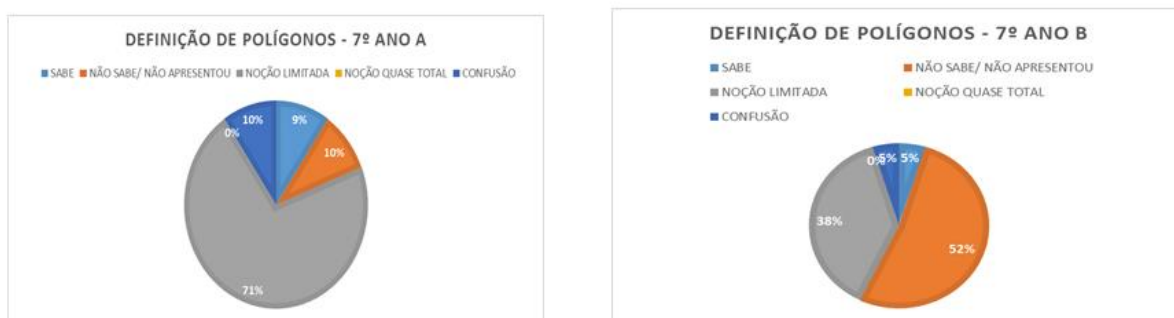 DEFINIÇÃO DE POLÍGONOS - 7º ANO A
SABE NÃO SABE/ NÃO APRESENTOU NOÇÃO LIMITADA NOÇÃO QUASE TOTAL CONFUSÃO
10% 9%
0%
10%
71%
DEFINIÇÃO DE POLÍGONOS - 7º ANO B
SABE NÃO SABE/ NÃO APRESENTOU
NOÇÃO LIMITADA NOÇÃO QUASE TOTAL
CONFUSÃO
0% 5% 5%
38%
52%